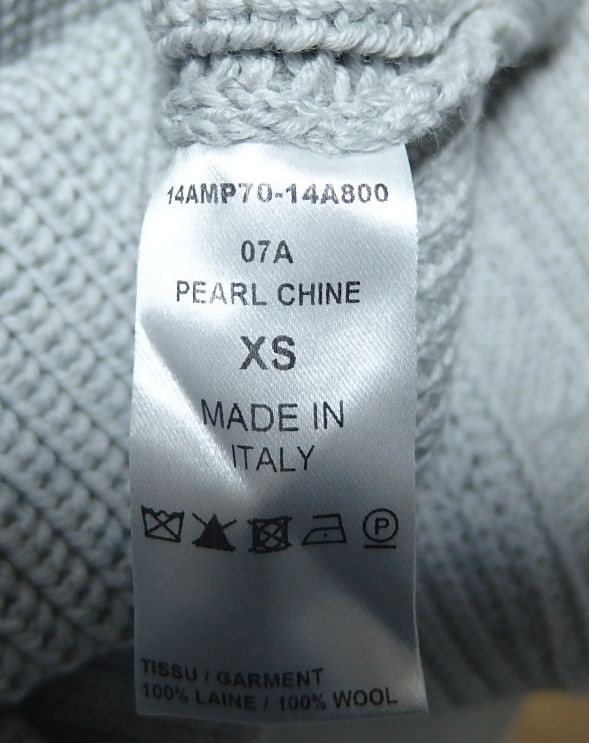 14AMP70-14A800
07A
PEARL CHINE
XS
MADE IN
ITALY
P
TISSU / GARMENT
100% LAINE / 100% WOOL